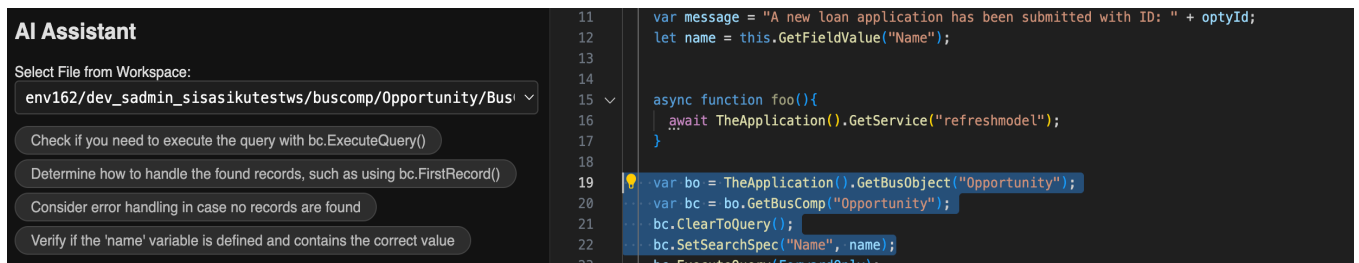 AI Assistant
Select File from Workspace:
env162/dev_sadmin_sisasikutestws/buscomp/Opportunity/Bus
Check if you need to execute the query with bc.ExecuteQuery()
Determine how to handle the found records, such as using bc.FirstRecord()
Consider error handling in case no records are found
Verify if the 'name' variable is defined and contains the correct value
11 var message = "A new loan application has been submitted with ID: " + optyId;
12 let name = this.GetFieldValue("Name");
13
14
15 async function foo(){
16 await TheApplication().GetService("refreshmodel");
17 }
18
19 var bo = TheApplication().GetBusObject("Opportunity");
20 var bc = bo.GetBusComp("Opportunity");
21 bc.ClearToQuery();
22 bc.SetSearchSpec("Name", name);
23 bc.ExecuteQuery(ForwardOnly);